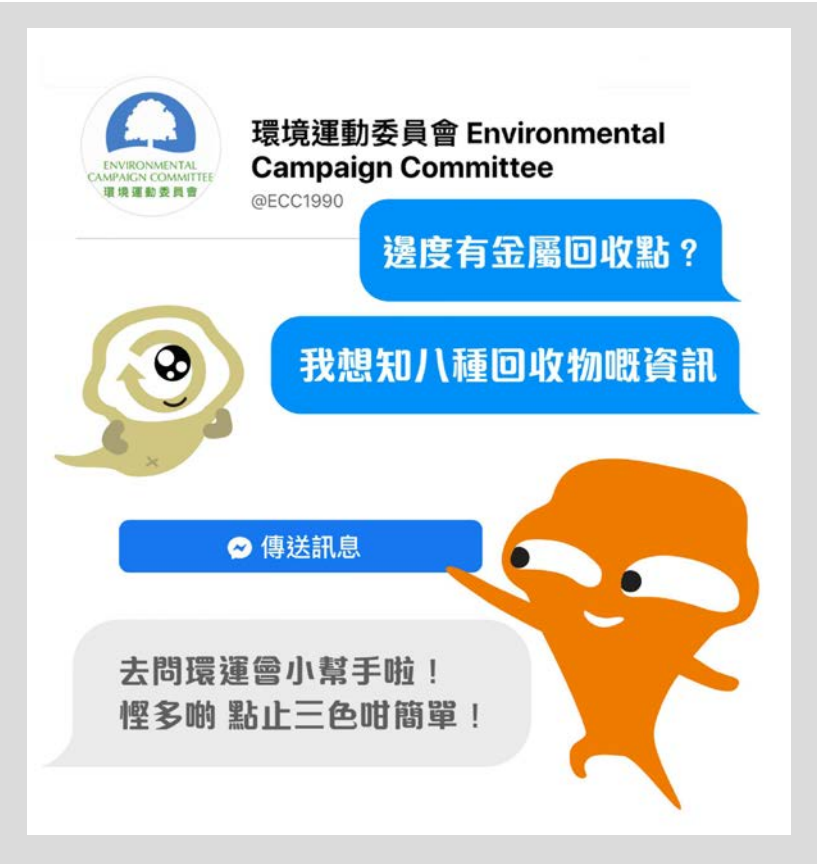 ENVIRONMENTAL
CAMPAIGN COMMITTEE
環境運動委員會
環境運動委員會 Environmental
Campaign Committee
@ECC1990
邊度有金屬回收點？
我想知八種回收物嘅資訊
傳送訊息
去問環運會小幫手啦！
慳多啲 點止三色咁簡單！